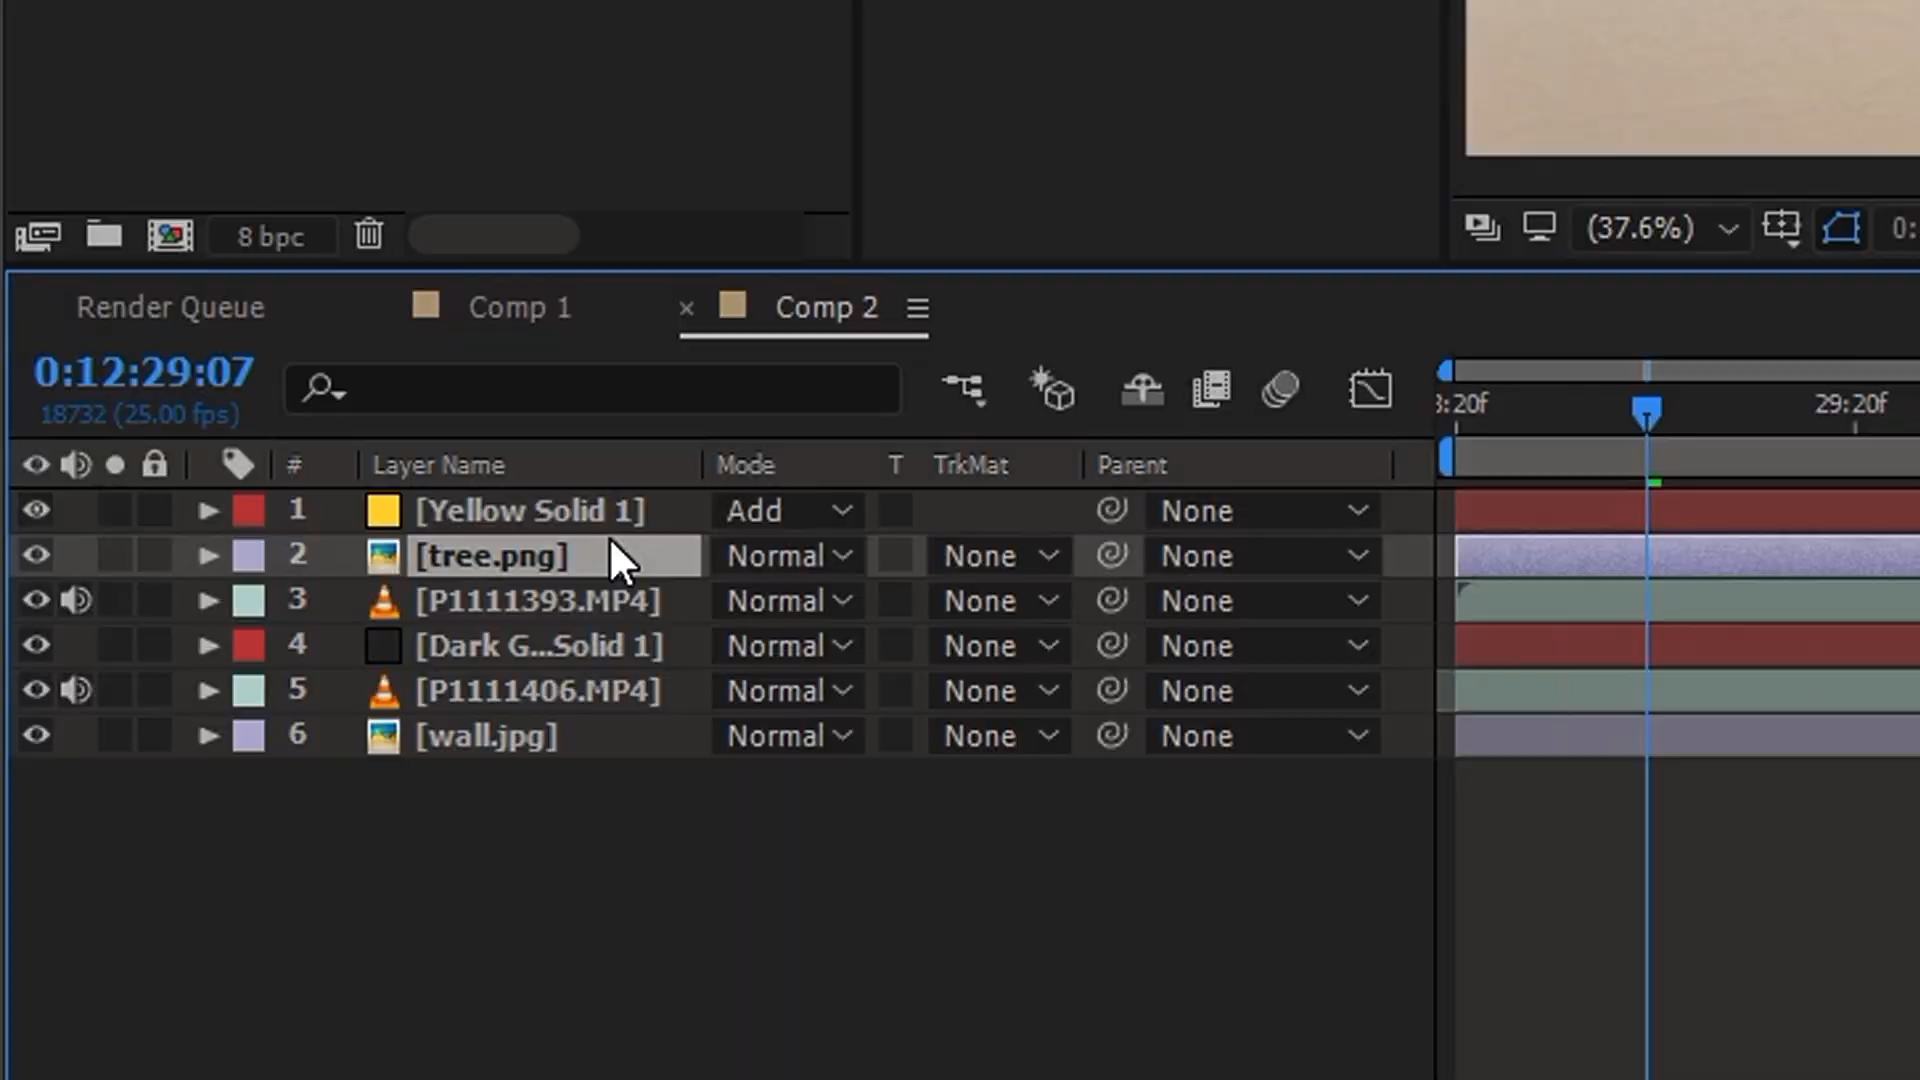 8 bpc
(37.6%)
0:
Render Queue
Comp 1
× Comp 2
0:12:29:07
18732 (25.00 fps)
3:20f
29:20f
# Layer Name Mode T TrkMat Parent
1 [Yellow Solid 1] Add None
2 [tree.png] Normal None None
3 [P1111393.MP4] Normal None None
4 [Dark G...Solid 1] Normal None None
5 [P1111406.MP4] Normal None None
6 [wall.jpg] Normal None None